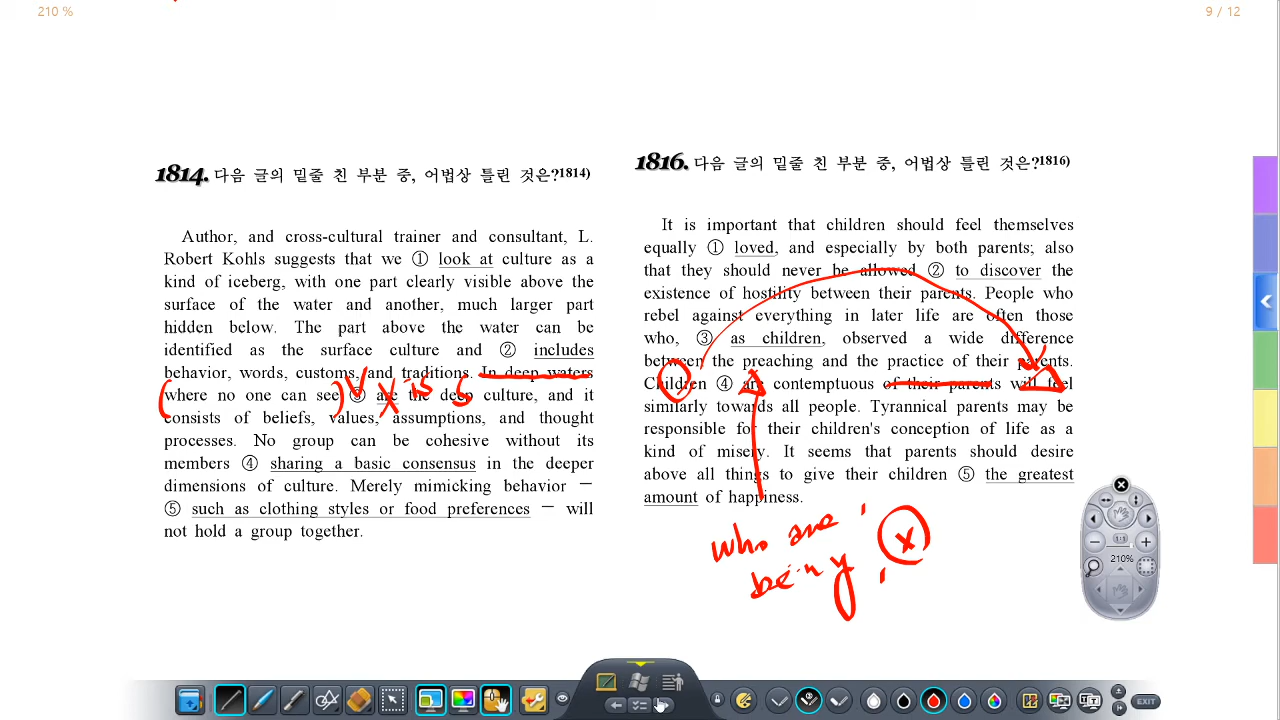 210 %
9 / 12
1814. 다음 글의 밑줄 친 부분 중, 어법상 틀린 것은?1814)
Author, and cross-cultural trainer and consultant, L.
Robert Kohls suggests that we ① look at culture as a
kind of iceberg, with one part clearly visible above the
surface of the water and another, much larger part
hidden below. The part above the water can be
identified as the surface culture and ② includes
behavior, words, customs, and traditions. In deep waters
where no one can see ③ are the deep culture, and it
consists of beliefs, values, assumptions, and thought
processes. No group can be cohesive without its
members ④ sharing a basic consensus in the deeper
dimensions of culture. Merely mimicking behavior －
⑤ such as clothing styles or food preferences － will
not hold a group together.
( ) V X is S
1816. 다음 글의 밑줄 친 부분 중, 어법상 틀린 것은?1816)
It is important that children should feel themselves
equally ① loved, and especially by both parents; also
that they should never be allowed ② to discover the
existence of hostility between their parents. People who
rebel against everything in later life are often those
who, ③ as children, observed a wide difference
between the preaching and the practice of their parents.
Children ④ are contemptuous of their parents will feel
similarly towards all people. Tyrannical parents may be
responsible for their children's conception of life as a
kind of misery. It seems that parents should desire
above all things to give their children ⑤ the greatest
amount of happiness.
V
who are
being
X
1:1
210%
EXIT